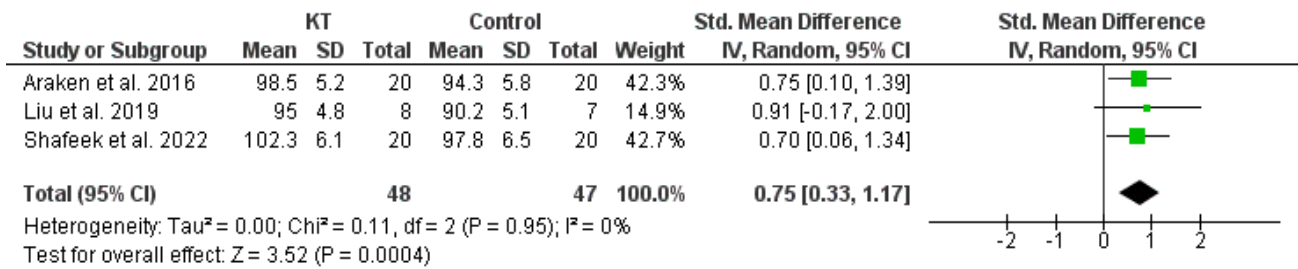 KT Control Std. Mean Difference Std. Mean Difference
Study or Subgroup Mean SD Total Mean SD Total Weight IV, Random, 95% CI IV, Random, 95% CI
Araken et al. 2016 98.5 5.2 20 94.3 5.8 20 42.3% 0.75 [0.10, 1.39]
Liu et al. 2019 95 4.8 8 90.2 5.1 7 14.9% 0.91 [-0.17, 2.00]
Shafeek et al. 2022 102.3 6.1 20 97.8 6.5 20 42.7% 0.70 [0.06, 1.34]
Total (95% CI) 48 47 100.0% 0.75 [0.33, 1.17]
Heterogeneity: Tau² = 0.00; Chi² = 0.11, df = 2 (P = 0.95); I² = 0%
Test for overall effect: Z = 3.52 (P = 0.0004)
-2 -1 0 1 2